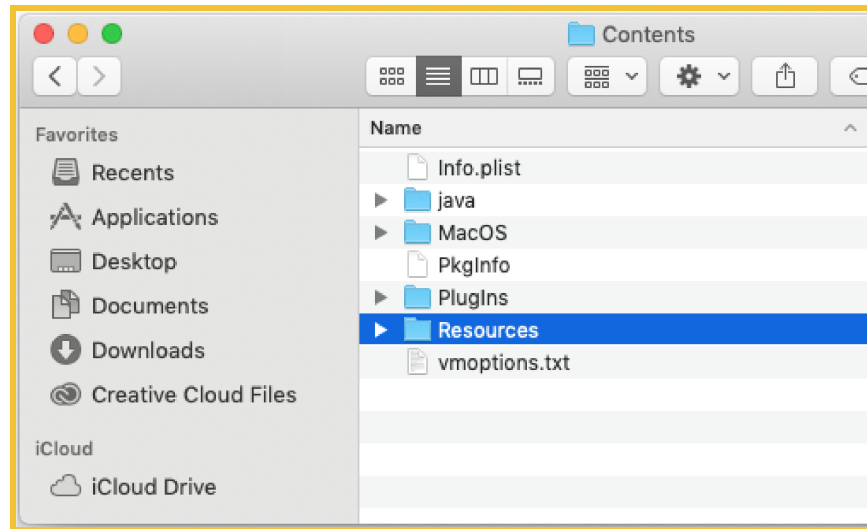 Contents
Favorites
Recents
Applications
Desktop
Documents
Downloads
Creative Cloud Files
iCloud
iCloud Drive
Name
Info.plist
java
MacOS
PkgInfo
PlugIns
Resources
vmoptions.txt